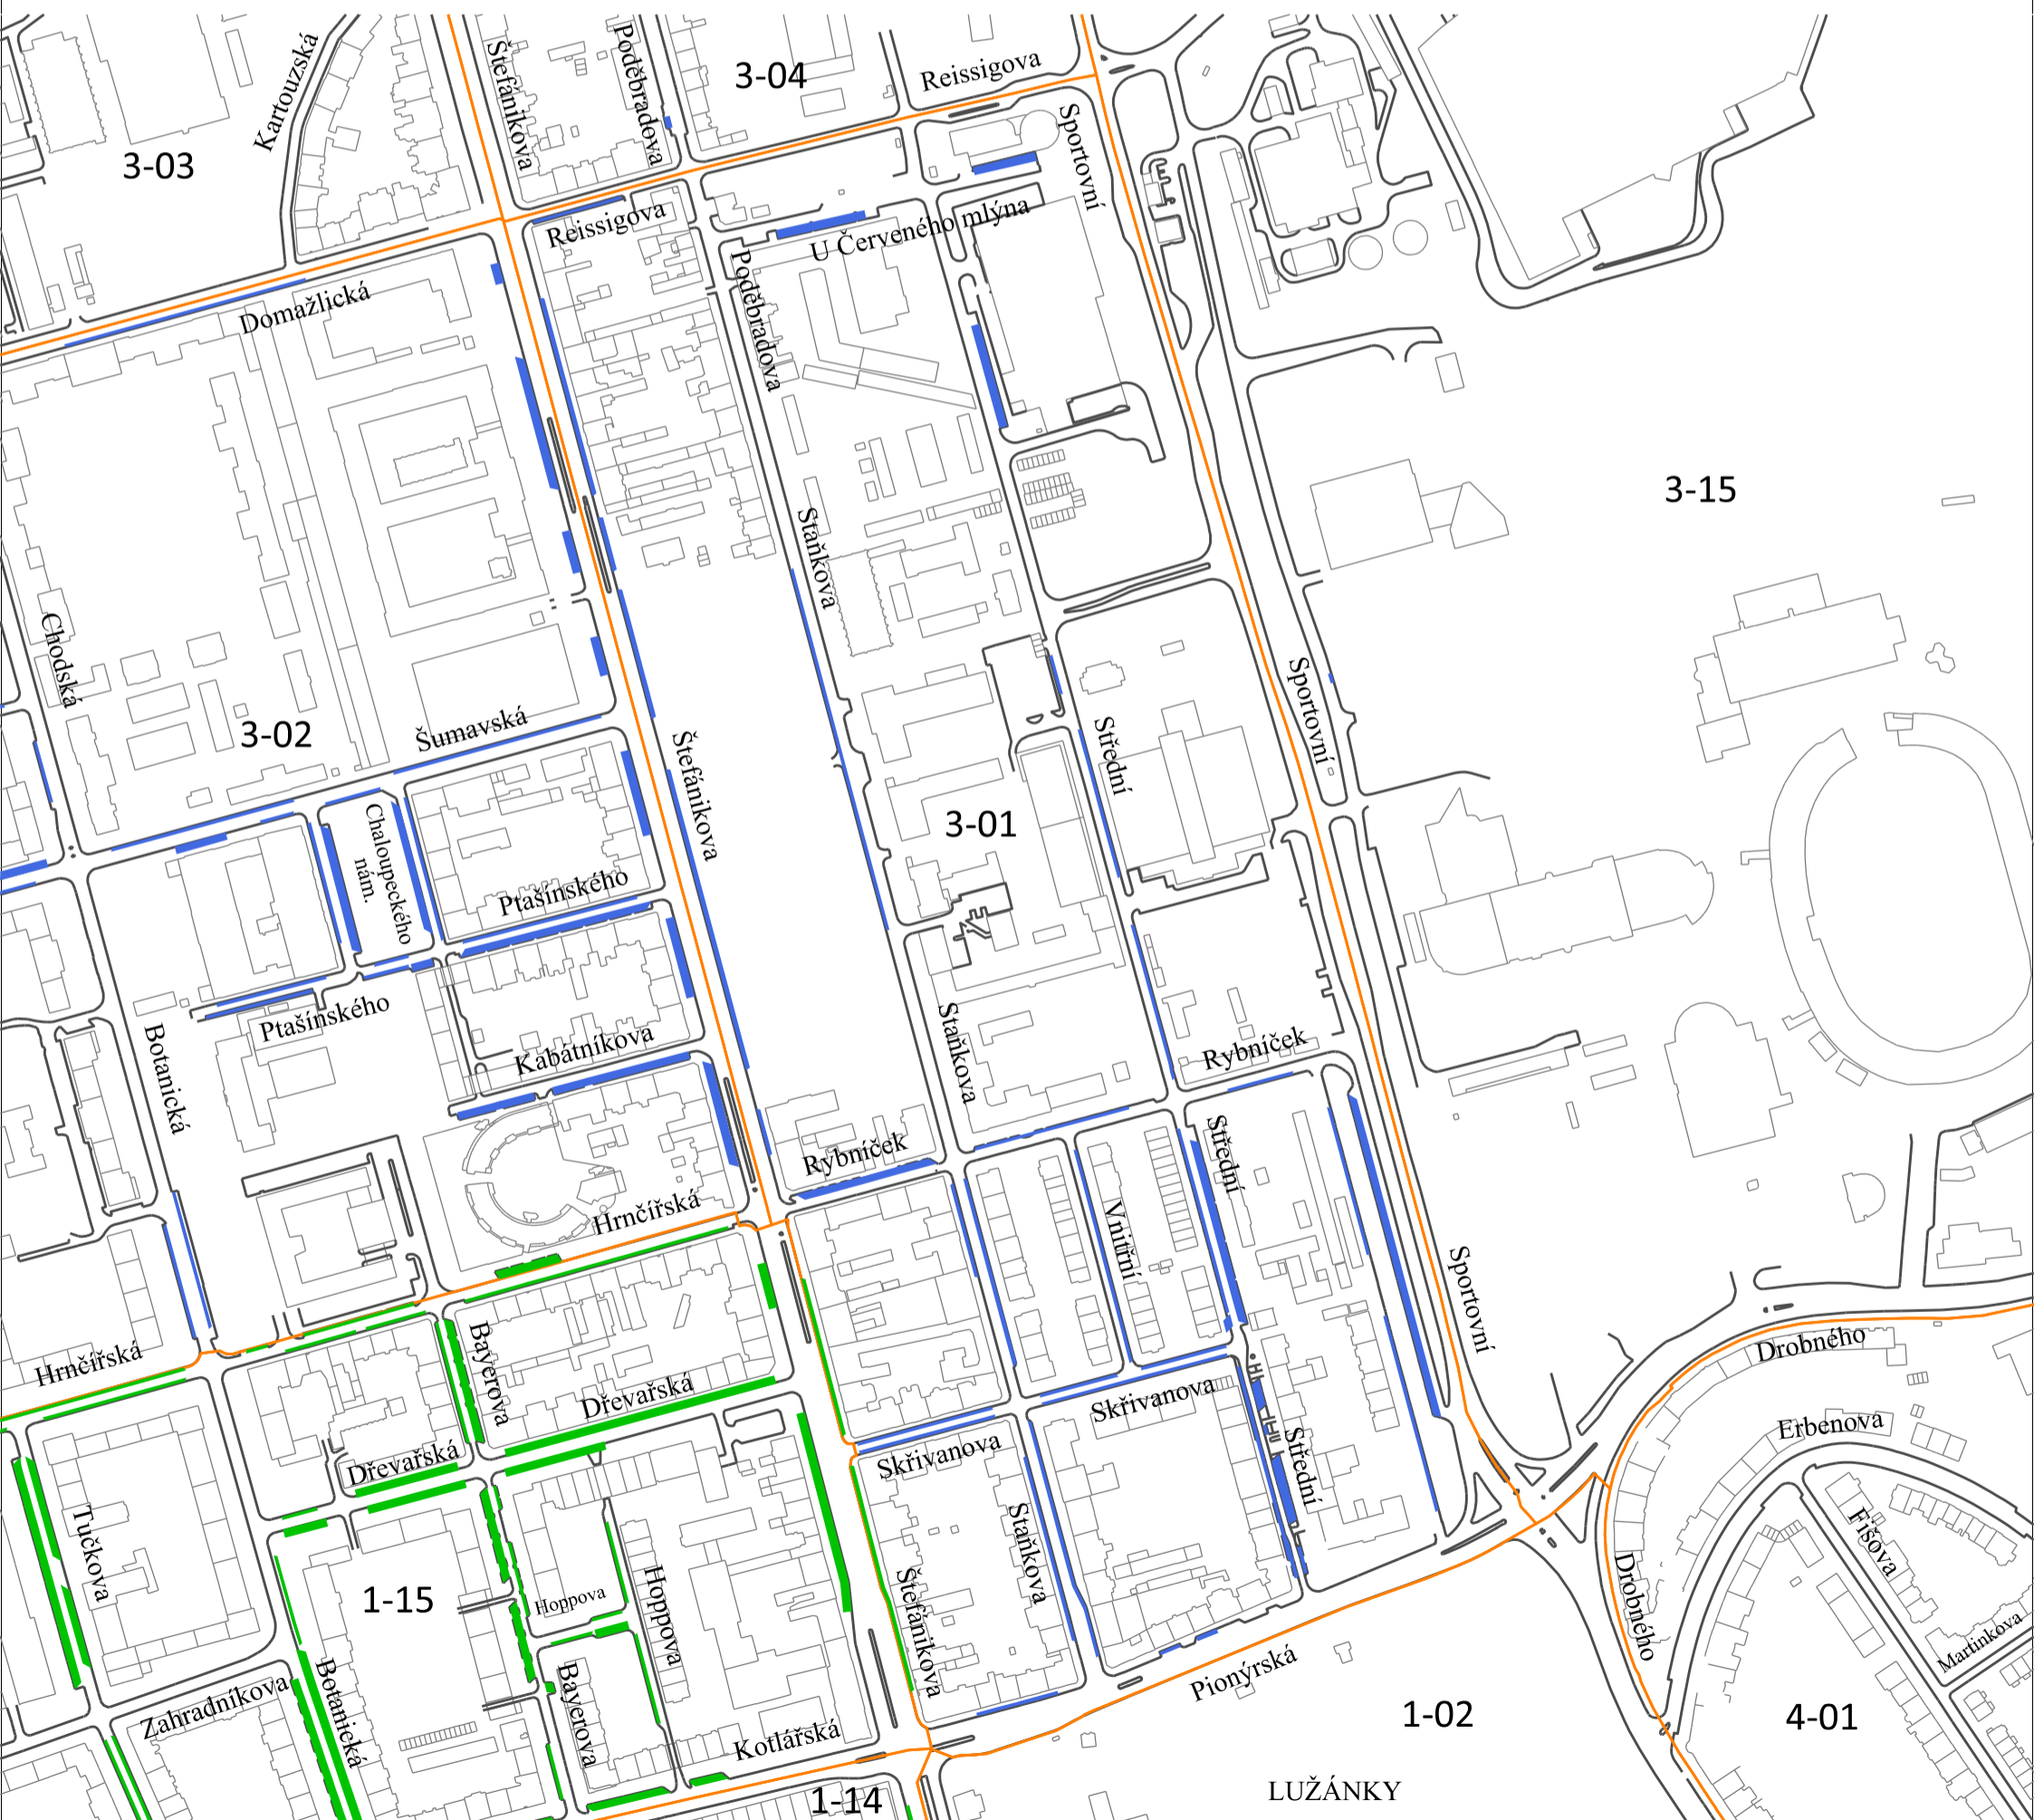 Kartouzská
Štefánikova
Poděbradova
3-04
Reissigova
3-03
Sportovní
Reissigova
U Červeného mlýna
Domažlická
Poděbradova
3-15
Staňkova
Chodská
3-02
Šumavská
Štefánikova
Střední
Sportovní
Chaloupeckého
nám.
3-01
Ptašínského
Ptašínského
Botanická
Kabátníkova
Staňkova
Rybníček
Rybníček
Střední
Hrnčířská
Vnitřní
Sportovní
Hrnčířská
Bayerova
Dřevařská
Drobného
Skřivanova
Erbenova
Dřevařská
Skřivanova
Střední
Tučkova
Staňkova
Fišova
1-15
Hoppova
Hoppova
Štefánikova
Drobného
Martinkova
Zahradníkova
Botanická
Bayerova
Pionýrská
Kotlářská
1-02
4-01
1-14
LUŽÁNKY